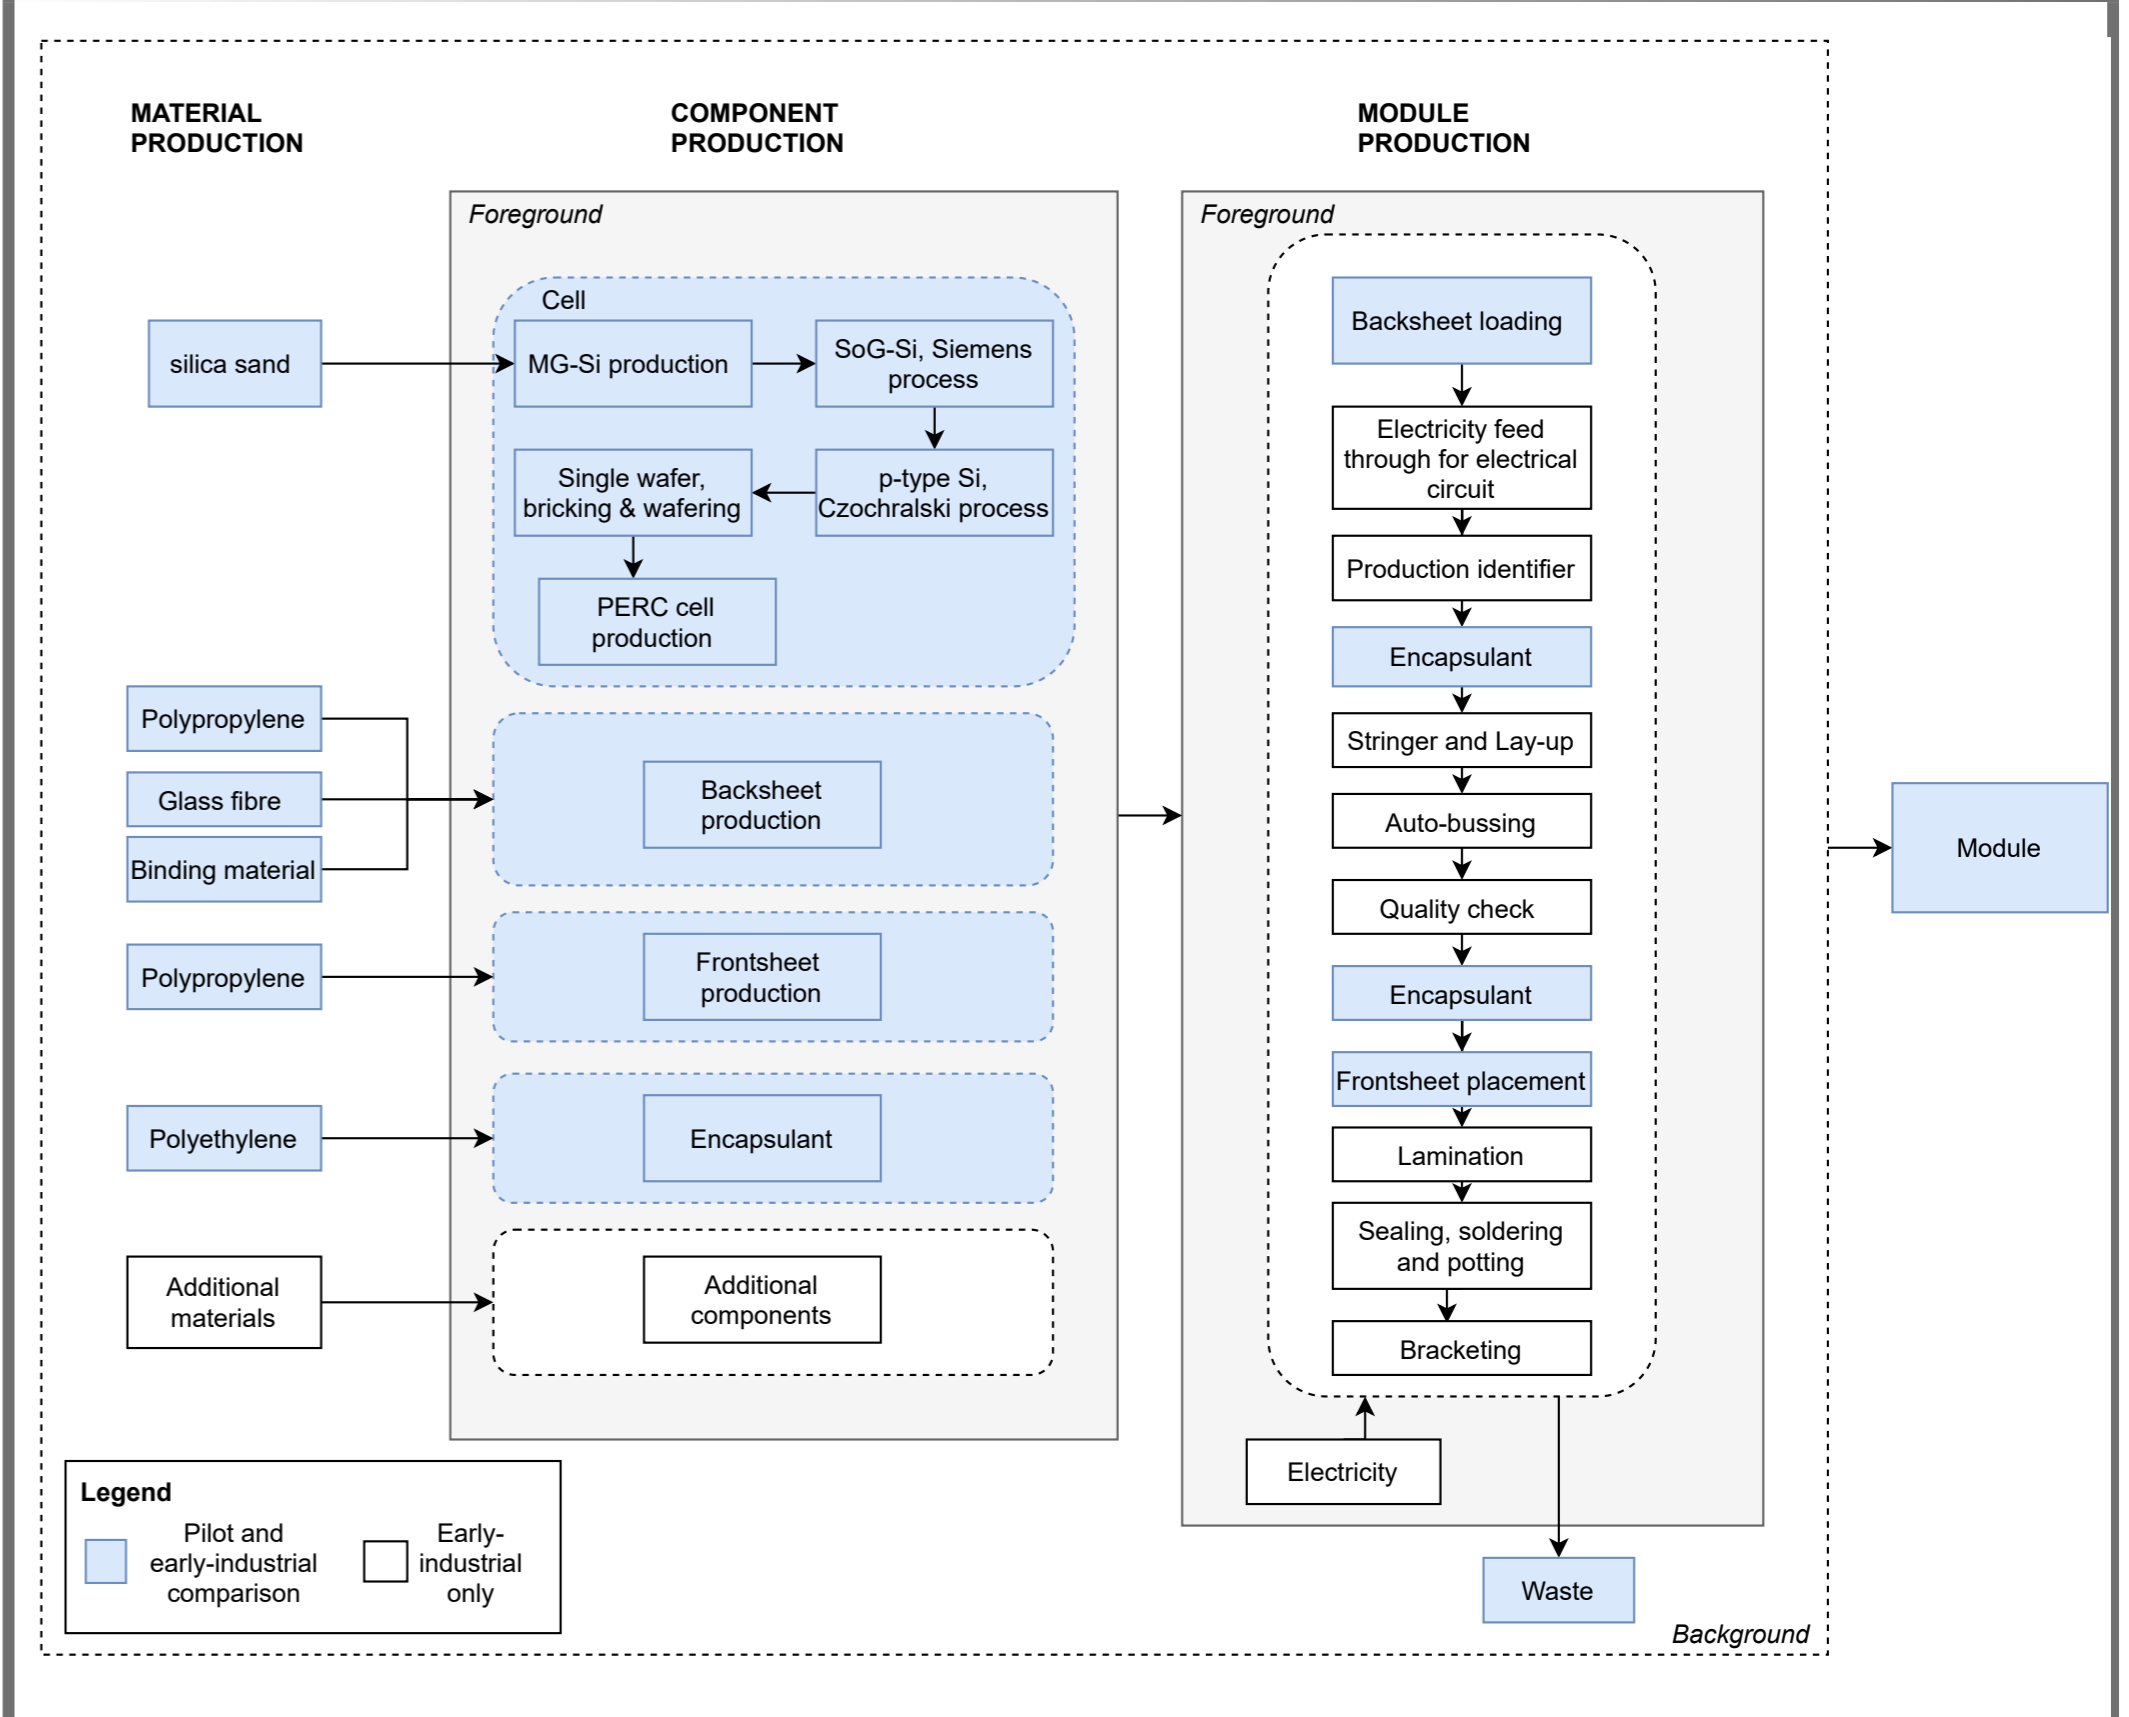 MATERIAL
PRODUCTION
COMPONENT
PRODUCTION
MODULE
PRODUCTION
Foreground
Foreground
Cell
silica sand
MG-Si production
SoG-Si, Siemens
process
Single wafer,
bricking & wafering
p-type Si,
Czochralski process
PERC cell
production
Polypropylene
Glass fibre
Binding material
Backsheet
production
Polypropylene
Frontsheet
production
Polyethylene
Encapsulant
Additional
materials
Additional
components
Backsheet loading
Electricity feed
through for electrical
circuit
Production identifier
Encapsulant
Stringer and Lay-up
Auto-bussing
Quality check
Encapsulant
Frontsheet placement
Lamination
Sealing, soldering
and potting
Bracketing
Electricity
Waste
Module
Legend
Pilot and
early-industrial
comparison
Early-
industrial
only
Background